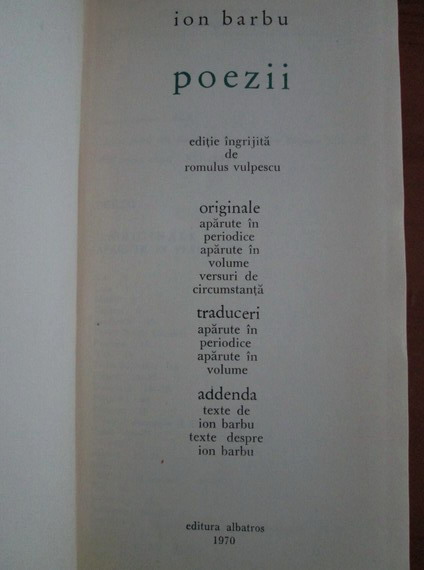 ion barbu
poezii
ediție îngrijită
de
romulus vulpescu
originale
apărute în
periodice
apărute în
volume
versuri de
circumstanță
traduceri
apărute în
periodice
apărute în
volume
addenda
texte de
ion barbu
texte despre
ion barbu
editura albatros
1970